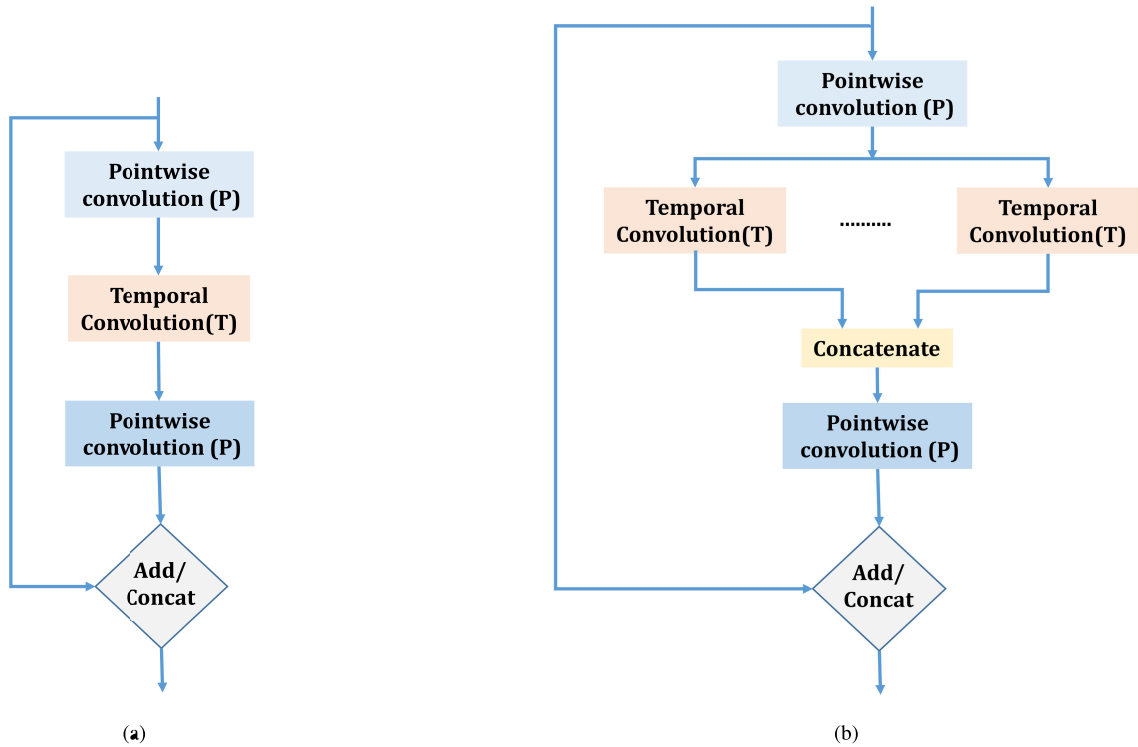 Pointwise
convolution (P)
Temporal
Convolution(T)
Pointwise
convolution (P)
Add/
Concat
(a)
Pointwise
convolution (P)
Temporal
Convolution(T)
..........
Temporal
Convolution(T)
Concatenate
Pointwise
convolution (P)
Add/
Concat
(b)